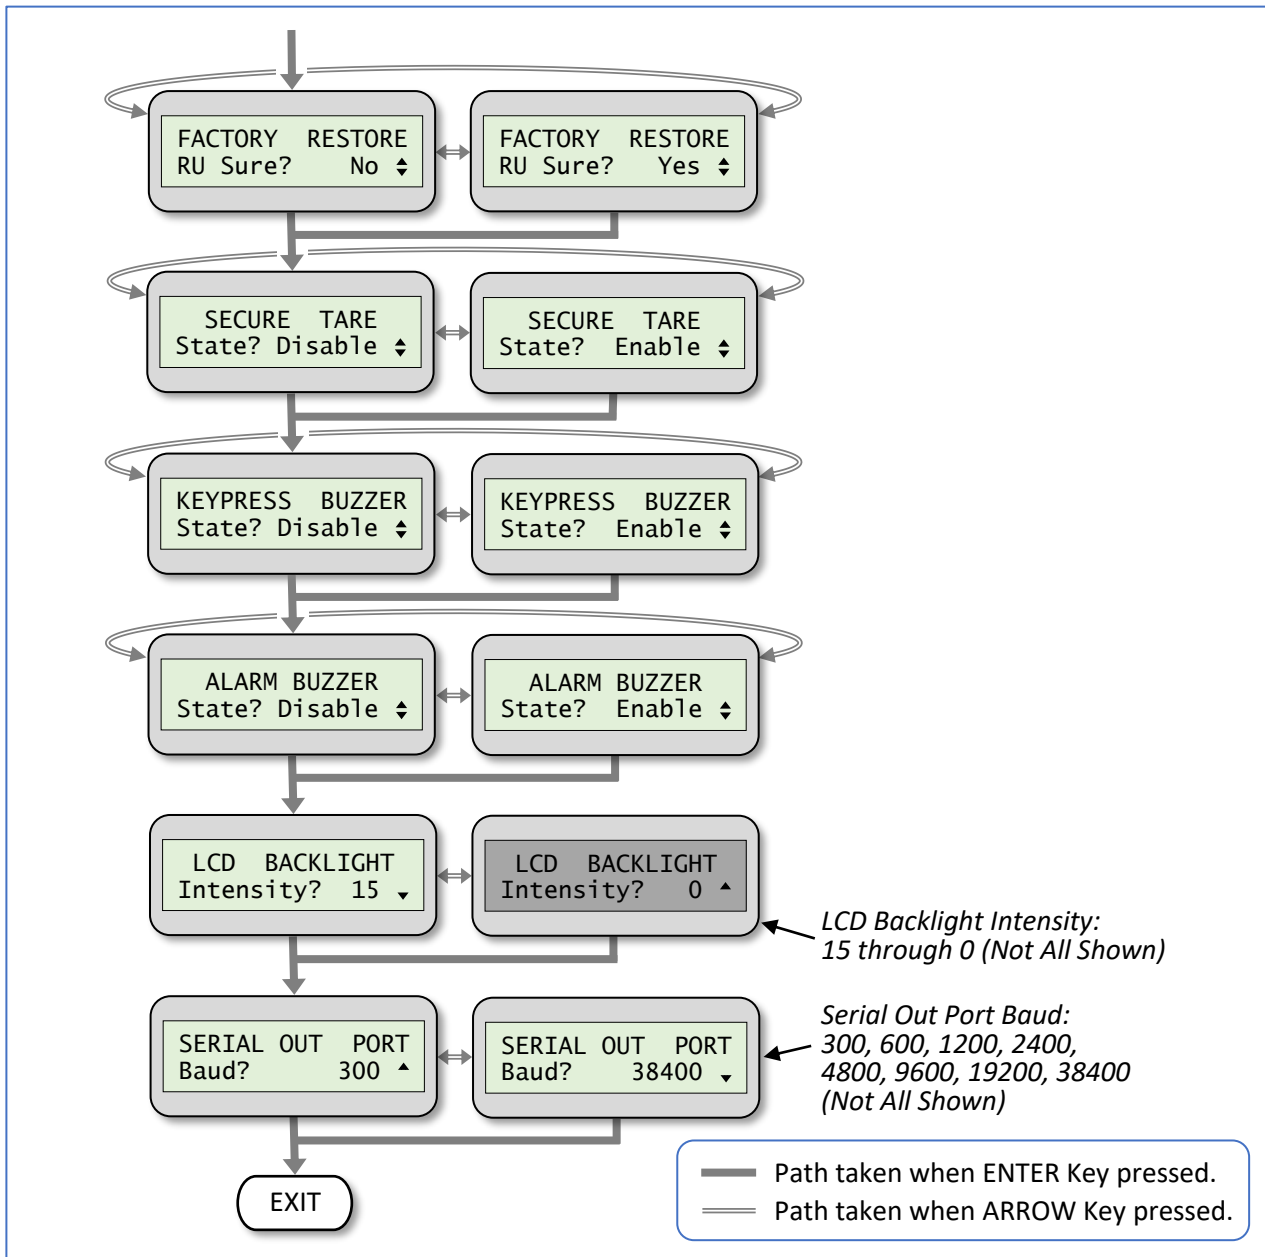 FACTORY RESTORE
RU Sure? No
FACTORY RESTORE
RU Sure? Yes
SECURE TARE
State? Disable
SECURE TARE
State? Enable
KEYPRESS BUZZER
State? Disable
KEYPRESS BUZZER
State? Enable
ALARM BUZZER
State? Disable
ALARM BUZZER
State? Enable
LCD BACKLIGHT
Intensity? 15
LCD BACKLIGHT
Intensity? 0
LCD Backlight Intensity:
15 through 0 (Not All Shown)
SERIAL OUT PORT
Baud? 300
SERIAL OUT PORT
Baud? 38400
Serial Out Port Baud:
300, 600, 1200, 2400,
4800, 9600, 19200, 38400
(Not All Shown)
EXIT
Path taken when ENTER Key pressed.
Path taken when ARROW Key pressed.